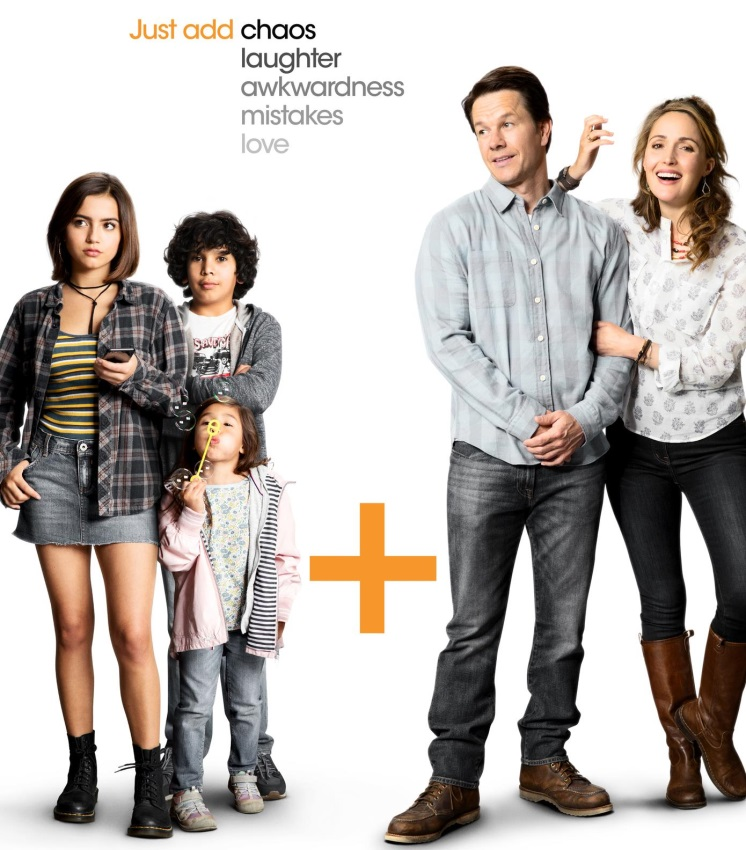 Just add chaos
laughter
awkwardness
mistakes
love